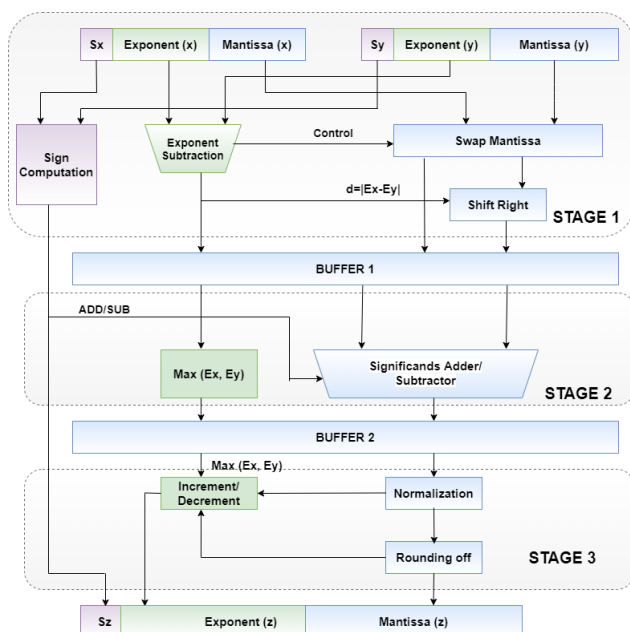 Sx Exponent (x) Mantissa (x) Sy Exponent (y) Mantissa (y)
Sign
Computation
Exponent
Subtraction
Control
Swap Mantissa
d=|Ex-Ey|
Shift Right
STAGE 1
BUFFER 1
ADD/SUB
Max (Ex, Ey)
Significands Adder/
Subtractor
STAGE 2
BUFFER 2
Max (Ex, Ey)
Increment/
Decrement
Normalization
Rounding off
STAGE 3
Sz Exponent (z) Mantissa (z)